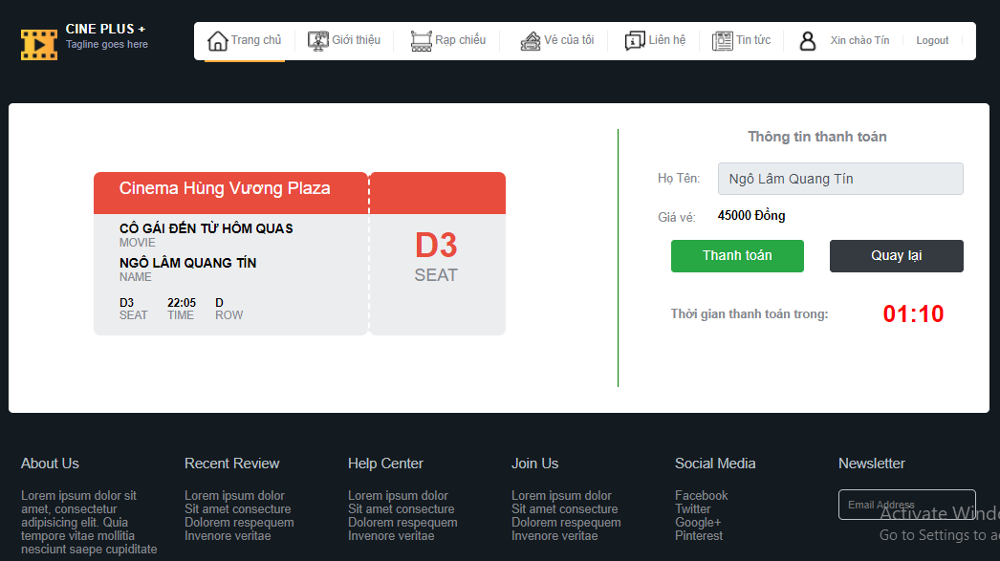 CINE PLUS +
Tagline goes here
Trang chủ
Giới thiệu
Rạp chiếu
Vé của tôi
Liên hệ
Tin tức
Xin chào Tín
Logout
Cinema Hùng Vương Plaza
CÔ GÁI ĐẾN TỪ HÔM QUAS
MOVIE
NGÔ LÂM QUANG TÍN
NAME
D3 22:05 D
SEAT TIME ROW
D3
SEAT
Thông tin thanh toán
Họ Tên: Ngô Lâm Quang Tín
Giá vé: 45000 Đồng
Thanh toán
Quay lại
Thời gian thanh toán trong: 01:10
About Us
Lorem ipsum dolor sit
amet, consectetur
adipisicing elit. Quia
tempore vitae mollitia
nesciunt saepe cupiditate
Recent Review
Lorem ipsum dolor
Sit amet consecture
Dolorem respequem
Invenore veritae
Help Center
Lorem ipsum dolor
Sit amet consecture
Dolorem respequem
Invenore veritae
Join Us
Lorem ipsum dolor
Sit amet consecture
Dolorem respequem
Invenore veritae
Social Media
Facebook
Twitter
Google+
Pinterest
Newsletter
Email Address
Activate Windo
Go to Settings to a